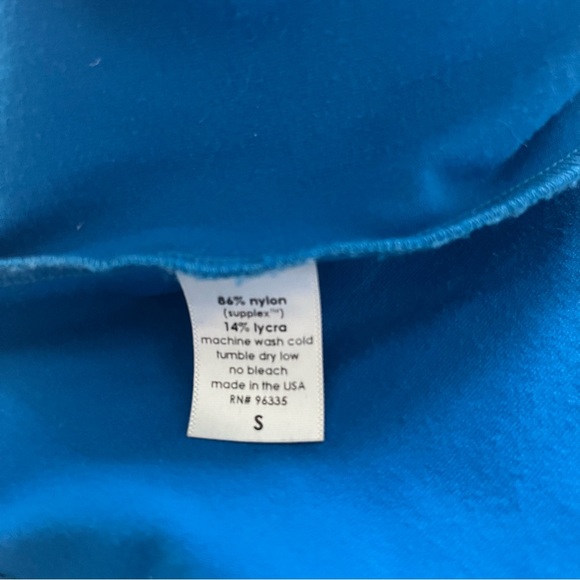 86% nylon
(supplex™)
14% lycra
machine wash cold
tumble dry low
no bleach
made in the USA
RN# 96335
S